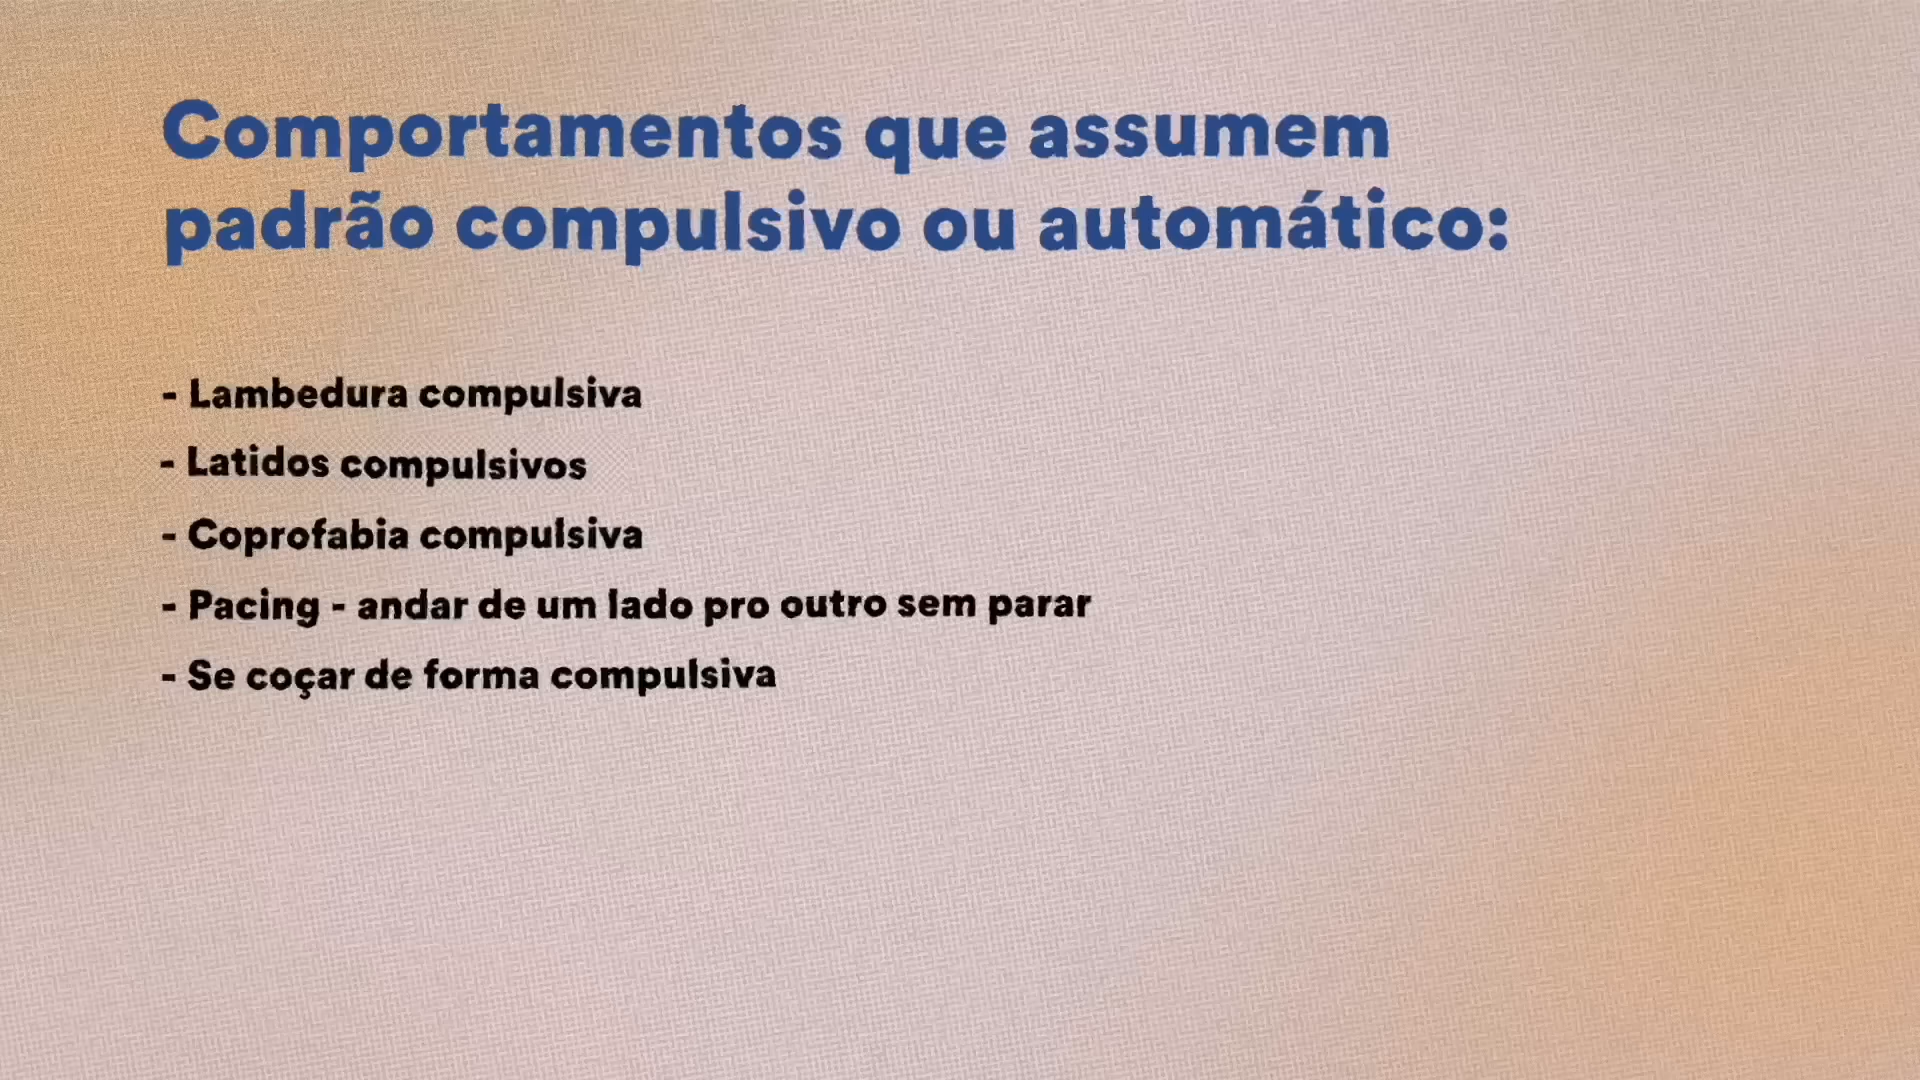 Comportamentos que assumem
padrão compulsivo ou automático:
- Lambedura compulsiva
- Latidos compulsivos
- Coprofabia compulsiva
- Pacing - andar de um lado pro outro sem parar
- Se coçar de forma compulsiva